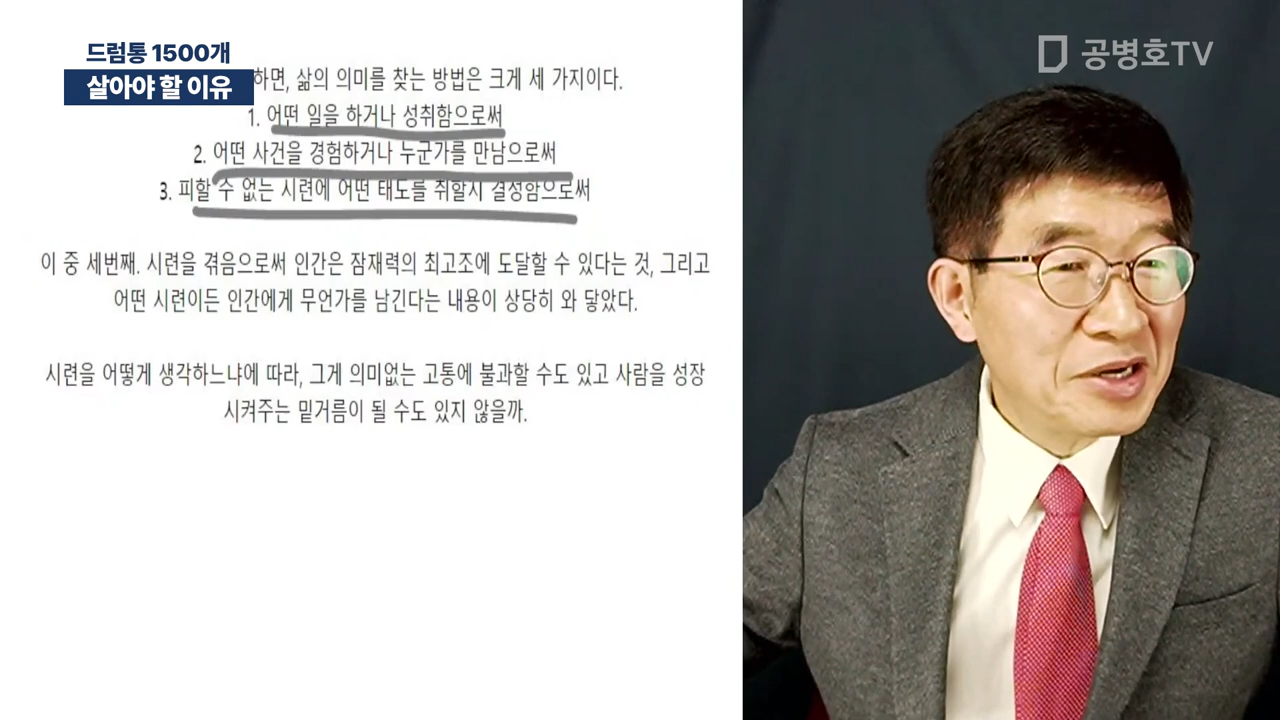 드럼통 1500개
살아야 할 이유
하면, 삶의 의미를 찾는 방법은 크게 세 가지이다.
1. 어떤 일을 하거나 성취함으로써
2. 어떤 사건을 경험하거나 누군가를 만남으로써
3. 피할 수 없는 시련에 어떤 태도를 취할지 결정함으로써
이 중 세번째. 시련을 겪음으로써 인간은 잠재력의 최고조에 도달할 수 있다는 것, 그리고
어떤 시련이든 인간에게 무언가를 남긴다는 내용이 상당히 와 닿았다.
시련을 어떻게 생각하느냐에 따라, 그게 의미없는 고통에 불과할 수도 있고 사람을 성장
시켜주는 밑거름이 될 수도 있지 않을까.
공병호TV